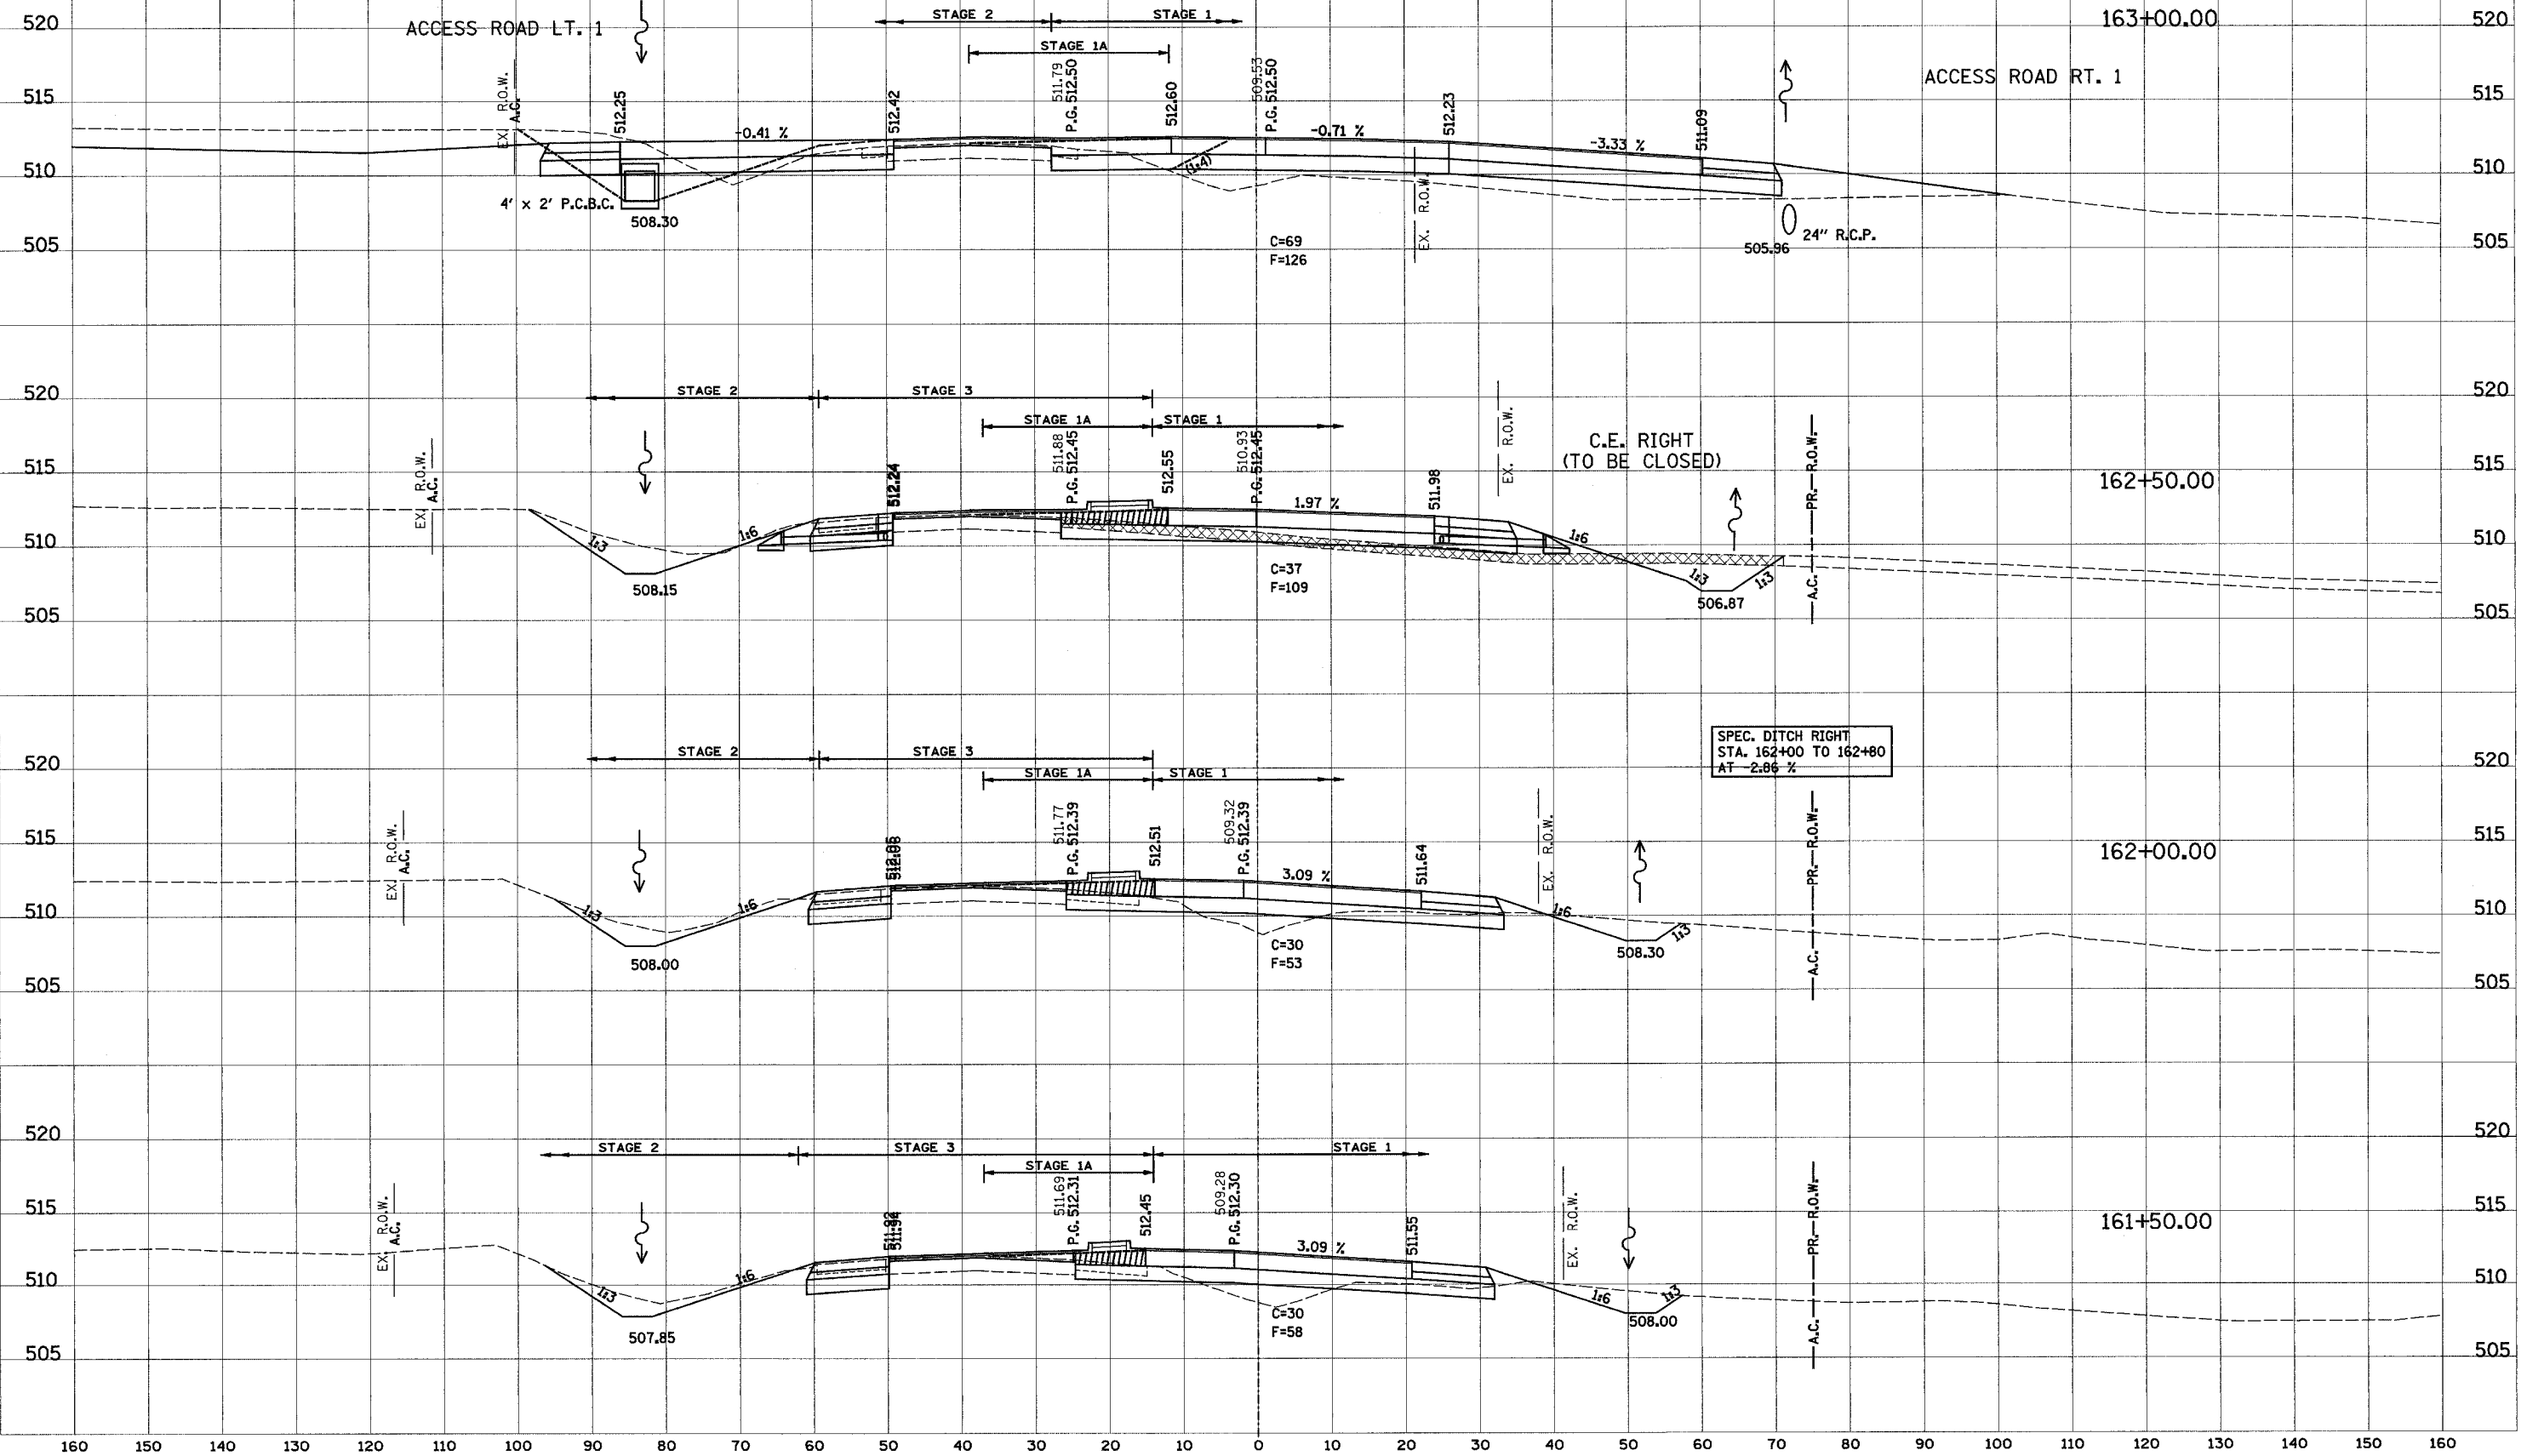 520 STAGE 2 STAGE 1 163+00.00 520
ACCESS ROAD LT. 1
STAGE 1A
ACCESS ROAD RT. 1
EX. R.O.W.
A.C.
511.79
P.G. 512.50
509.53
P.G. 512.50
515 512.25 512.42 512.60 512.23 511.09 515
-0.41 % -0.71 % -3.33 %
(1:4)
510 510
EX. R.O.W.
4' x 2' P.C.B.C.
508.30
24" R.C.P.
505.96
505 505
C=69
F=126
520 STAGE 2 STAGE 3 520
STAGE 1A STAGE 1
EX. R.O.W.
C.E. RIGHT
(TO BE CLOSED)
EX. R.O.W.
A.C.
511.88
P.G. 512.45
510.93
P.G. 512.45
A.C. PR. R.O.W.
515 512.24 512.55 511.98 162+50.00 515
1.97 %
1:3 1:6 1:6
510 510
C=37
F=109
1:3 1:3
508.15 506.87
505 505
SPEC. DITCH RIGHT
STA. 162+00 TO 162+80
AT -2.86 %
520 STAGE 2 STAGE 3 520
STAGE 1A STAGE 1
EX. R.O.W.
A.C.
511.77
P.G. 512.39
509.32
P.G. 512.39
EX. R.O.W.
A.C. PR. R.O.W.
515 512.51 511.64 162+00.00 515
3.09 %
1:3 1:6 1:6
510 510
1:3
C=30
F=53
508.00 508.30
505 505
520 STAGE 2 STAGE 3 STAGE 1 520
STAGE 1A
EX. R.O.W.
A.C.
511.69
P.G. 512.31
509.28
P.G. 512.30
EX. R.O.W.
A.C. PR. R.O.W.
515 511.94 512.45 511.55 161+50.00 515
3.09 %
510 1:6 510
1:3 1:6 1:3
C=30
F=58
507.85 508.00
505 505
160 150 140 130 120 110 100 90 80 70 60 50 40 30 20 10 0 10 20 30 40 50 60 70 80 90 100 110 120 130 140 150 160